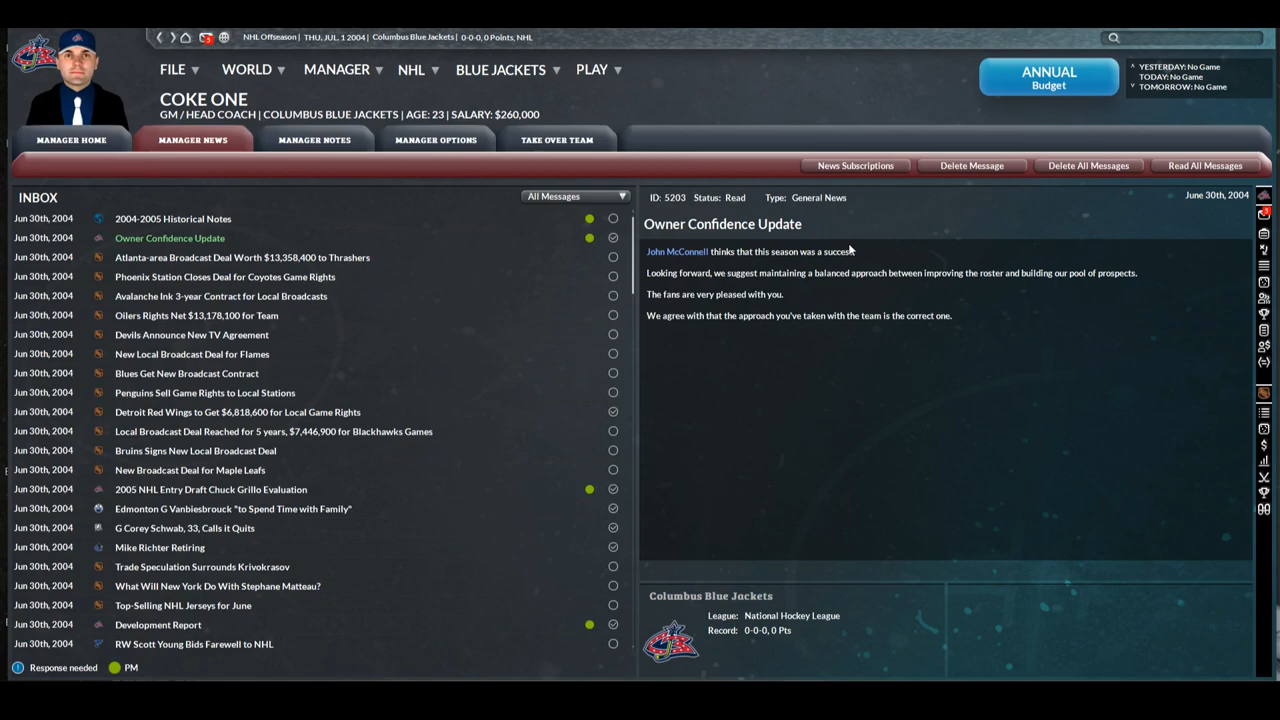 NHL Offseason | THU. JUL. 1 2004 | Columbus Blue Jackets | 0-0-0, 0 Points, NHL
FILE WORLD MANAGER NHL BLUE JACKETS PLAY
ANNUAL
Budget
YESTERDAY: No Game
TODAY: No Game
TOMORROW: No Game
COKE ONE
GM / HEAD COACH | COLUMBUS BLUE JACKETS | AGE: 23 | SALARY: $260,000
MANAGER HOME MANAGER NEWS MANAGER NOTES MANAGER OPTIONS TAKE OVER TEAM
News Subscriptions Delete Message Delete All Messages Read All Messages
INBOX All Messages
Jun 30th, 2004 2004-2005 Historical Notes
Jun 30th, 2004 Owner Confidence Update
Jun 30th, 2004 Atlanta-area Broadcast Deal Worth $13,358,400 to Thrashers
Jun 30th, 2004 Phoenix Station Closes Deal for Coyotes Game Rights
Jun 30th, 2004 Avalanche Ink 3-year Contract for Local Broadcasts
Jun 30th, 2004 Oilers Rights Net $13,178,100 for Team
Jun 30th, 2004 Devils Announce New TV Agreement
Jun 30th, 2004 New Local Broadcast Deal for Flames
Jun 30th, 2004 Blues Get New Broadcast Contract
Jun 30th, 2004 Penguins Sell Game Rights to Local Stations
Jun 30th, 2004 Detroit Red Wings to Get $6,818,600 for Local Game Rights
Jun 30th, 2004 Local Broadcast Deal Reached for 5 years, $7,446,900 for Blackhawks Games
Jun 30th, 2004 Bruins Signs New Local Broadcast Deal
Jun 30th, 2004 New Broadcast Deal for Maple Leafs
Jun 30th, 2004 2005 NHL Entry Draft Chuck Grillo Evaluation
Jun 30th, 2004 Edmonton G Vanbiesbrouck "to Spend Time with Family"
Jun 30th, 2004 G Corey Schwab, 33, Calls it Quits
Jun 30th, 2004 Mike Richter Retiring
Jun 30th, 2004 Trade Speculation Surrounds Krivokrasov
Jun 30th, 2004 What Will New York Do With Stephane Matteau?
Jun 30th, 2004 Top-Selling NHL Jerseys for June
Jun 30th, 2004 Development Report
Jun 30th, 2004 RW Scott Young Bids Farewell to NHL
Response needed PM
ID: 5203 Status: Read Type: General News June 30th, 2004
Owner Confidence Update
John McConnell thinks that this season was a success.
Looking forward, we suggest maintaining a balanced approach between improving the roster and building our pool of prospects.
The fans are very pleased with you.
We agree with that the approach you've taken with the team is the correct one.
Columbus Blue Jackets
League: National Hockey League
Record: 0-0-0, 0 Pts